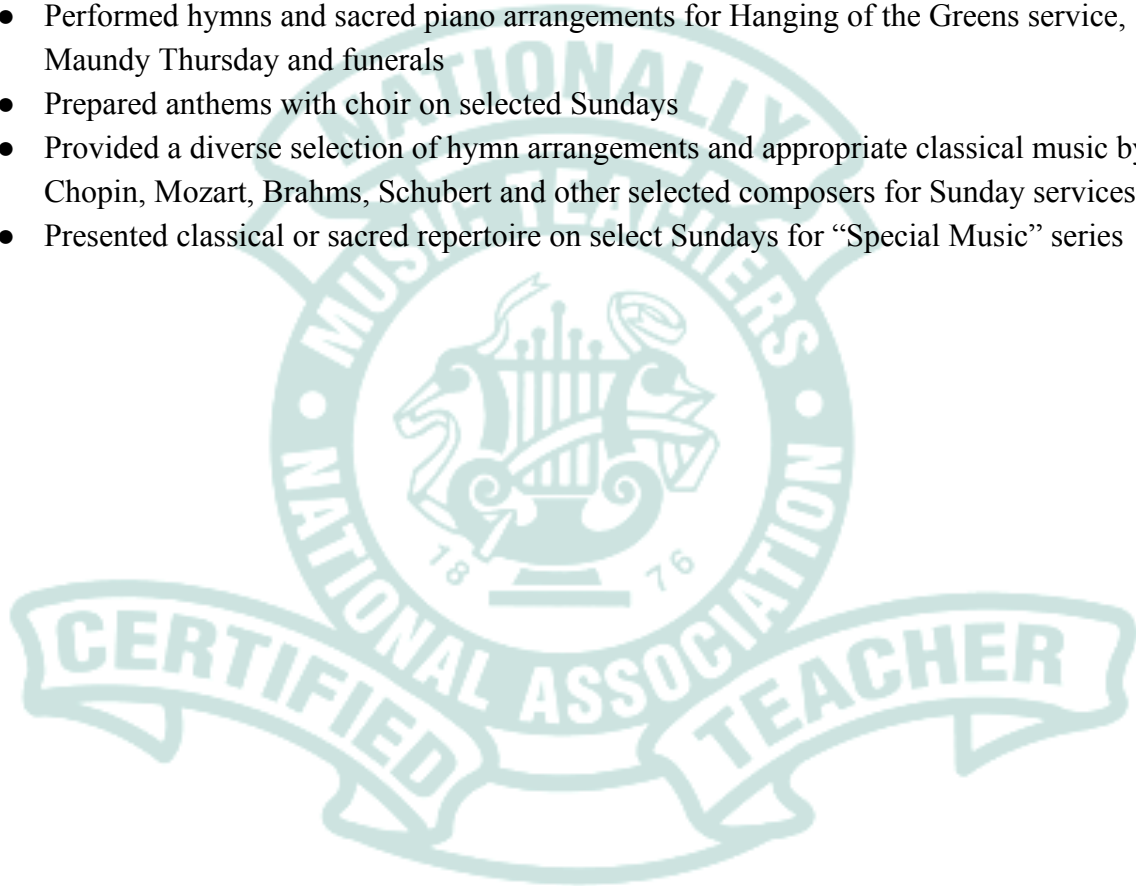 ● Performed hymns and sacred piano arrangements for Hanging of the Greens service,
Maundy Thursday and funerals
● Prepared anthems with choir on selected Sundays
● Provided a diverse selection of hymn arrangements and appropriate classical music by
Chopin, Mozart, Brahms, Schubert and other selected composers for Sunday services
● Presented classical or sacred repertoire on select Sundays for “Special Music” series
NATIONALLY
MUSIC TEACHERS
NATIONAL ASSOCIATION
18 76
CERTIFIED TEACHER